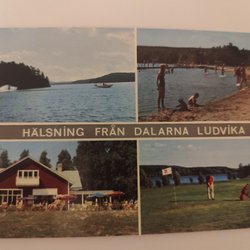 HÄLSNING FRÅN DALARNA LUDVIKA